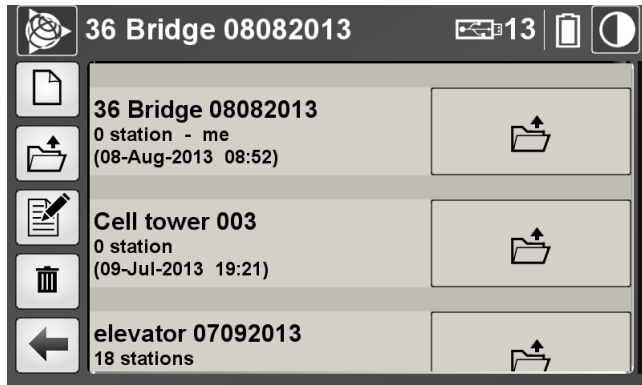 36 Bridge 08082013
13
36 Bridge 08082013
0 station - me
(08-Aug-2013 08:52)
Cell tower 003
0 station
(09-Jul-2013 19:21)
elevator 07092013
18 stations